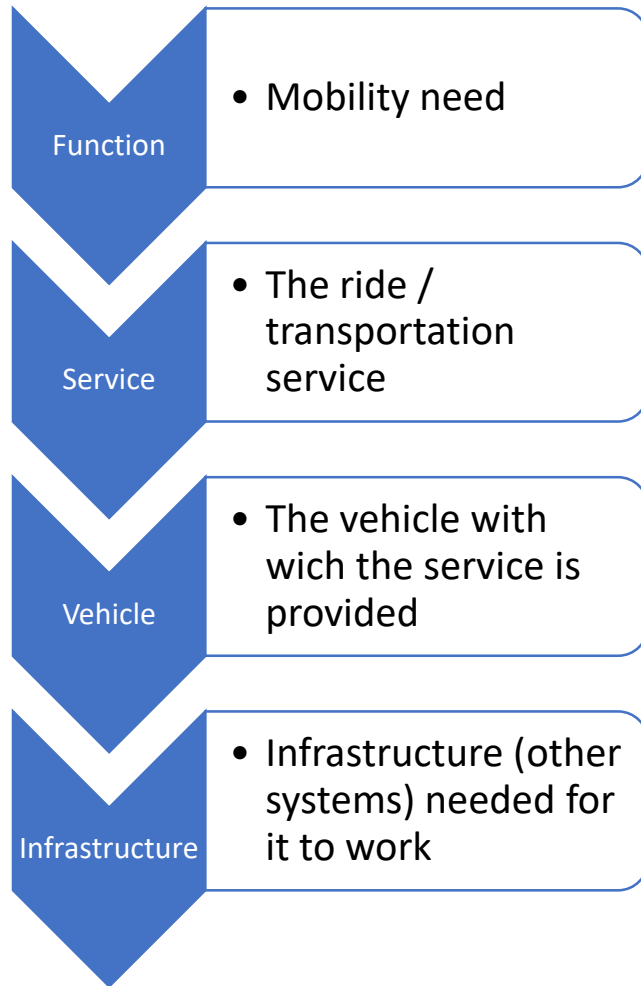 Function
• Mobility need
Service
• The ride /
transportation
service
Vehicle
• The vehicle with
wich the service is
provided
Infrastructure
• Infrastructure (other
systems) needed for
it to work